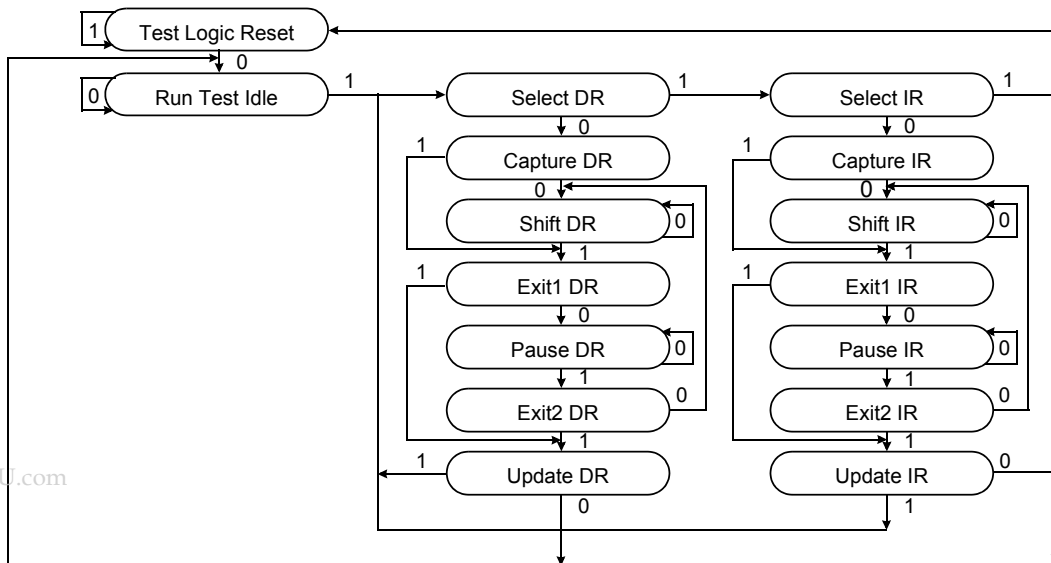 Test Logic Reset
1
0
Run Test Idle
0
1
Select DR
1
Select IR
1
0
0
1
Capture DR
1
Capture IR
0
0
Shift DR
0
Shift IR
0
1
1
1
Exit1 DR
1
Exit1 IR
0
0
Pause DR
0
Pause IR
0
1
1
Exit2 DR
0
Exit2 IR
0
1
1
U.com
1
Update DR
Update IR
0
0
1